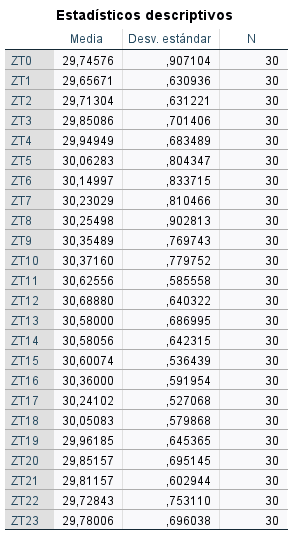 Estadísticos descriptivos
Media Desv. estándar N
ZT0 29,74576 ,907104 30
ZT1 29,65671 ,630936 30
ZT2 29,71304 ,631221 30
ZT3 29,85086 ,701406 30
ZT4 29,94949 ,683489 30
ZT5 30,06283 ,804347 30
ZT6 30,14997 ,833715 30
ZT7 30,23029 ,810466 30
ZT8 30,25498 ,902813 30
ZT9 30,35489 ,769743 30
ZT10 30,37160 ,779752 30
ZT11 30,62556 ,585558 30
ZT12 30,68880 ,640322 30
ZT13 30,58000 ,686995 30
ZT14 30,58056 ,642315 30
ZT15 30,60074 ,536439 30
ZT16 30,36000 ,591954 30
ZT17 30,24102 ,527068 30
ZT18 30,05083 ,579868 30
ZT19 29,96185 ,645365 30
ZT20 29,85157 ,695145 30
ZT21 29,81157 ,602944 30
ZT22 29,72843 ,753110 30
ZT23 29,78006 ,696038 30